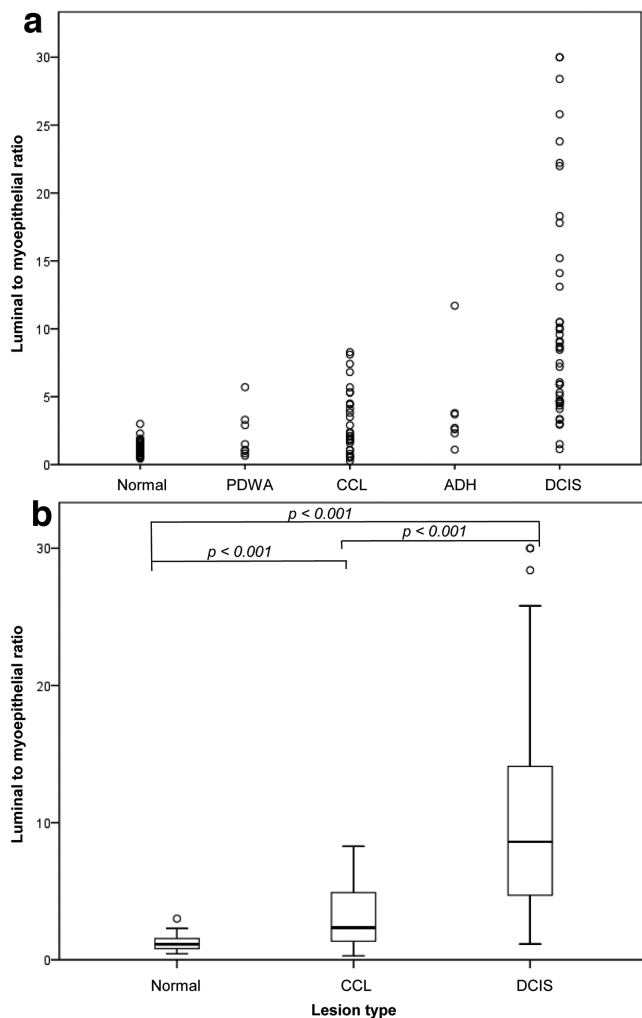 a
Luminal to myoepithelial ratio
30
25
20
15
10
5
0
Normal PDWA CCL ADH DCIS
b
p < 0.001
p < 0.001
p < 0.001
Luminal to myoepithelial ratio
30
20
10
0
Normal CCL DCIS
Lesion type